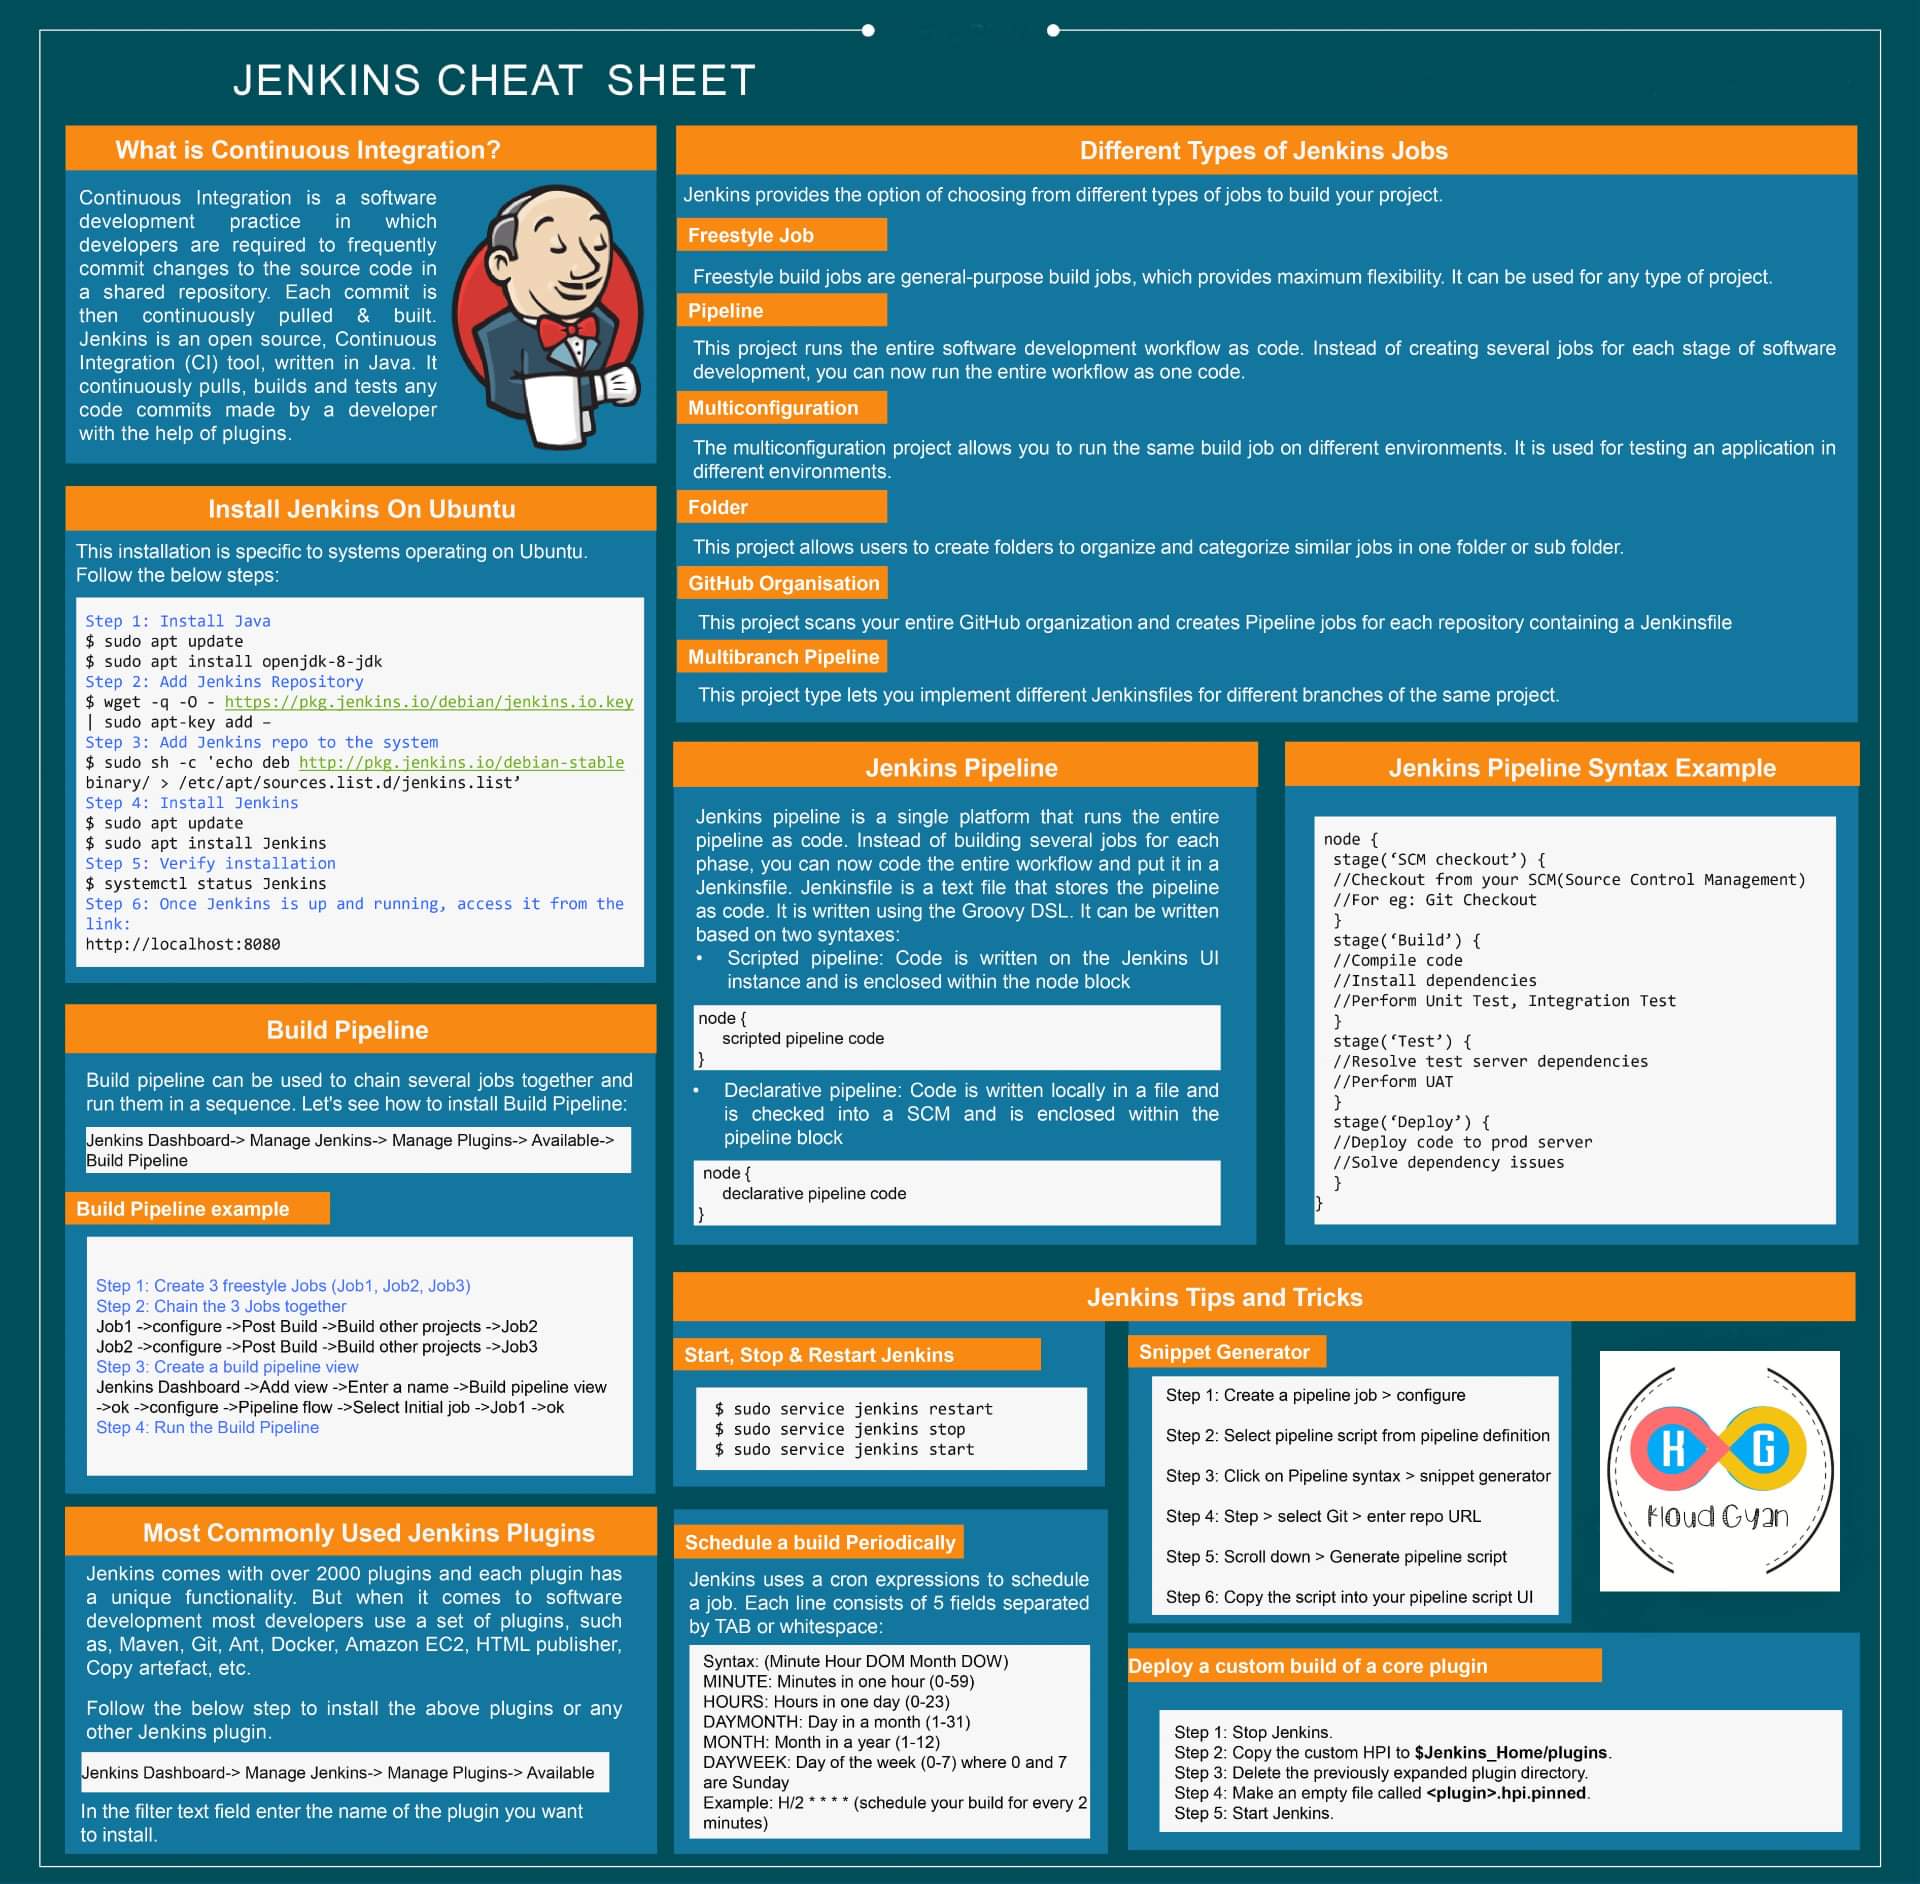 JENKINS CHEAT SHEET
What is Continuous Integration?
Continuous Integration is a software
development practice in which
developers are required to frequently
commit changes to the source code in
a shared repository. Each commit is
then continuously pulled & built.
Jenkins is an open source, Continuous
Integration (CI) tool, written in Java. It
continuously pulls, builds and tests any
code commits made by a developer
with the help of plugins.
Install Jenkins On Ubuntu
This installation is specific to systems operating on Ubuntu.
Follow the below steps:
Step 1: Install Java
$ sudo apt update
$ sudo apt install openjdk-8-jdk
Step 2: Add Jenkins Repository
$ wget -q -O - https://pkg.jenkins.io/debian/jenkins.io.key
| sudo apt-key add –
Step 3: Add Jenkins repo to the system
$ sudo sh -c 'echo deb http://pkg.jenkins.io/debian-stable
binary/ > /etc/apt/sources.list.d/jenkins.list’
Step 4: Install Jenkins
$ sudo apt update
$ sudo apt install Jenkins
Step 5: Verify installation
$ systemctl status Jenkins
Step 6: Once Jenkins is up and running, access it from the
link:
http://localhost:8080
Build Pipeline
Build pipeline can be used to chain several jobs together and
run them in a sequence. Let's see how to install Build Pipeline:
Jenkins Dashboard-> Manage Jenkins-> Manage Plugins-> Available->
Build Pipeline
Build Pipeline example
Step 1: Create 3 freestyle Jobs (Job1, Job2, Job3)
Step 2: Chain the 3 Jobs together
Job1 ->configure ->Post Build ->Build other projects ->Job2
Job2 ->configure ->Post Build ->Build other projects ->Job3
Step 3: Create a build pipeline view
Jenkins Dashboard ->Add view ->Enter a name ->Build pipeline view
->ok ->configure ->Pipeline flow ->Select Initial job ->Job1 ->ok
Step 4: Run the Build Pipeline
Most Commonly Used Jenkins Plugins
Jenkins comes with over 2000 plugins and each plugin has
a unique functionality. But when it comes to software
development most developers use a set of plugins, such
as, Maven, Git, Ant, Docker, Amazon EC2, HTML publisher,
Copy artefact, etc.
Follow the below step to install the above plugins or any
other Jenkins plugin.
Jenkins Dashboard-> Manage Jenkins-> Manage Plugins-> Available
In the filter text field enter the name of the plugin you want
to install.
Different Types of Jenkins Jobs
Jenkins provides the option of choosing from different types of jobs to build your project.
Freestyle Job
Freestyle build jobs are general-purpose build jobs, which provides maximum flexibility. It can be used for any type of project.
Pipeline
This project runs the entire software development workflow as code. Instead of creating several jobs for each stage of software
development, you can now run the entire workflow as one code.
Multiconfiguration
The multiconfiguration project allows you to run the same build job on different environments. It is used for testing an application in
different environments.
Folder
This project allows users to create folders to organize and categorize similar jobs in one folder or sub folder.
GitHub Organisation
This project scans your entire GitHub organization and creates Pipeline jobs for each repository containing a Jenkinsfile
Multibranch Pipeline
This project type lets you implement different Jenkinsfiles for different branches of the same project.
Jenkins Pipeline
Jenkins pipeline is a single platform that runs the entire
pipeline as code. Instead of building several jobs for each
phase, you can now code the entire workflow and put it in a
Jenkinsfile. Jenkinsfile is a text file that stores the pipeline
as code. It is written using the Groovy DSL. It can be written
based on two syntaxes:
• Scripted pipeline: Code is written on the Jenkins UI
instance and is enclosed within the node block
node {
scripted pipeline code
}
• Declarative pipeline: Code is written locally in a file and
is checked into a SCM and is enclosed within the
pipeline block
node {
declarative pipeline code
}
Jenkins Pipeline Syntax Example
node {
stage(‘SCM checkout’) {
//Checkout from your SCM(Source Control Management)
//For eg: Git Checkout
}
stage(‘Build’) {
//Compile code
//Install dependencies
//Perform Unit Test, Integration Test
}
stage(‘Test’) {
//Resolve test server dependencies
//Perform UAT
}
stage(‘Deploy’) {
//Deploy code to prod server
//Solve dependency issues
}
}
Jenkins Tips and Tricks
Start, Stop & Restart Jenkins
$ sudo service jenkins restart
$ sudo service jenkins stop
$ sudo service jenkins start
Schedule a build Periodically
Jenkins uses a cron expressions to schedule
a job. Each line consists of 5 fields separated
by TAB or whitespace:
Syntax: (Minute Hour DOM Month DOW)
MINUTE: Minutes in one hour (0-59)
HOURS: Hours in one day (0-23)
DAYMONTH: Day in a month (1-31)
MONTH: Month in a year (1-12)
DAYWEEK: Day of the week (0-7) where 0 and 7
are Sunday
Example: H/2 * * * * (schedule your build for every 2
minutes)
Snippet Generator
Step 1: Create a pipeline job > configure
Step 2: Select pipeline script from pipeline definition
Step 3: Click on Pipeline syntax > snippet generator
Step 4: Step > select Git > enter repo URL
Step 5: Scroll down > Generate pipeline script
Step 6: Copy the script into your pipeline script UI
K G
Kloud Gyan
Deploy a custom build of a core plugin
Step 1: Stop Jenkins.
Step 2: Copy the custom HPI to $Jenkins_Home/plugins.
Step 3: Delete the previously expanded plugin directory.
Step 4: Make an empty file called <plugin>.hpi.pinned.
Step 5: Start Jenkins.